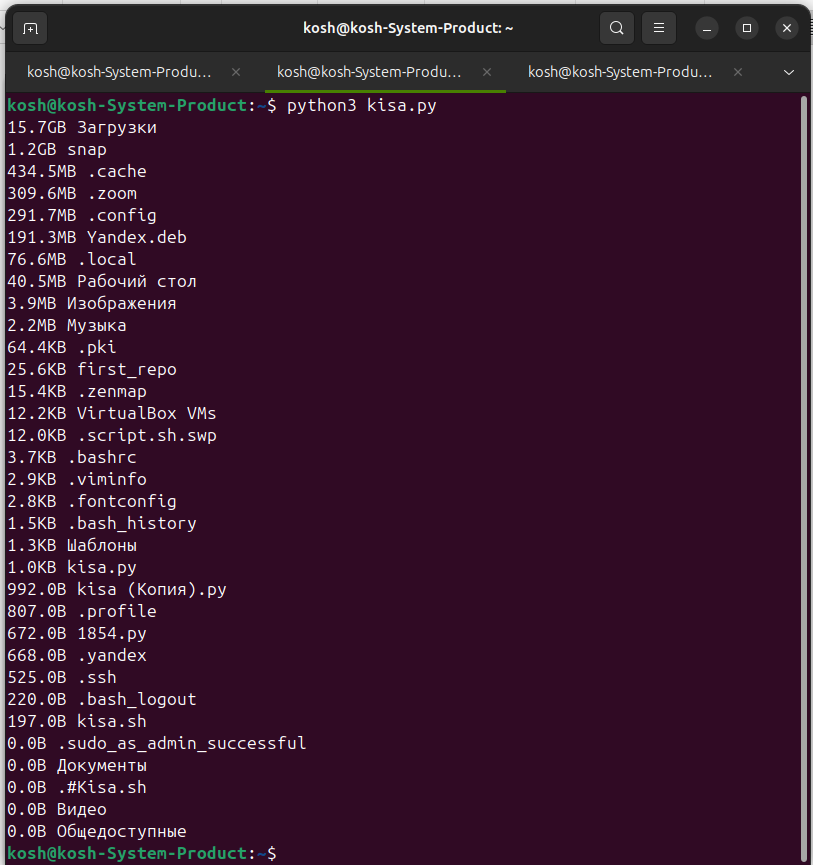 kosh@kosh-System-Product: ~
kosh@kosh-System-Produ... kosh@kosh-System-Produ... kosh@kosh-System-Produ...
kosh@kosh-System-Product:~$ python3 kisa.py
15.7GB Загрузки
1.2GB snap
434.5MB .cache
309.6MB .zoom
291.7MB .config
191.3MB Yandex.deb
76.6MB .local
40.5MB Рабочий стол
3.9MB Изображения
2.2MB Музыка
64.4KB .pki
25.6KB first_repo
15.4KB .zenmap
12.2KB VirtualBox VMs
12.0KB .script.sh.swp
3.7KB .bashrc
2.9KB .viminfo
2.8KB .fontconfig
1.5KB .bash_history
1.3KB Шаблоны
1.0KB kisa.py
992.0B kisa (Копия).py
807.0B .profile
672.0B 1854.py
668.0B .yandex
525.0B .ssh
220.0B .bash_logout
197.0B kisa.sh
0.0B .sudo_as_admin_successful
0.0B Документы
0.0B .#Kisa.sh
0.0B Видео
0.0B Общедоступные
kosh@kosh-System-Product:~$